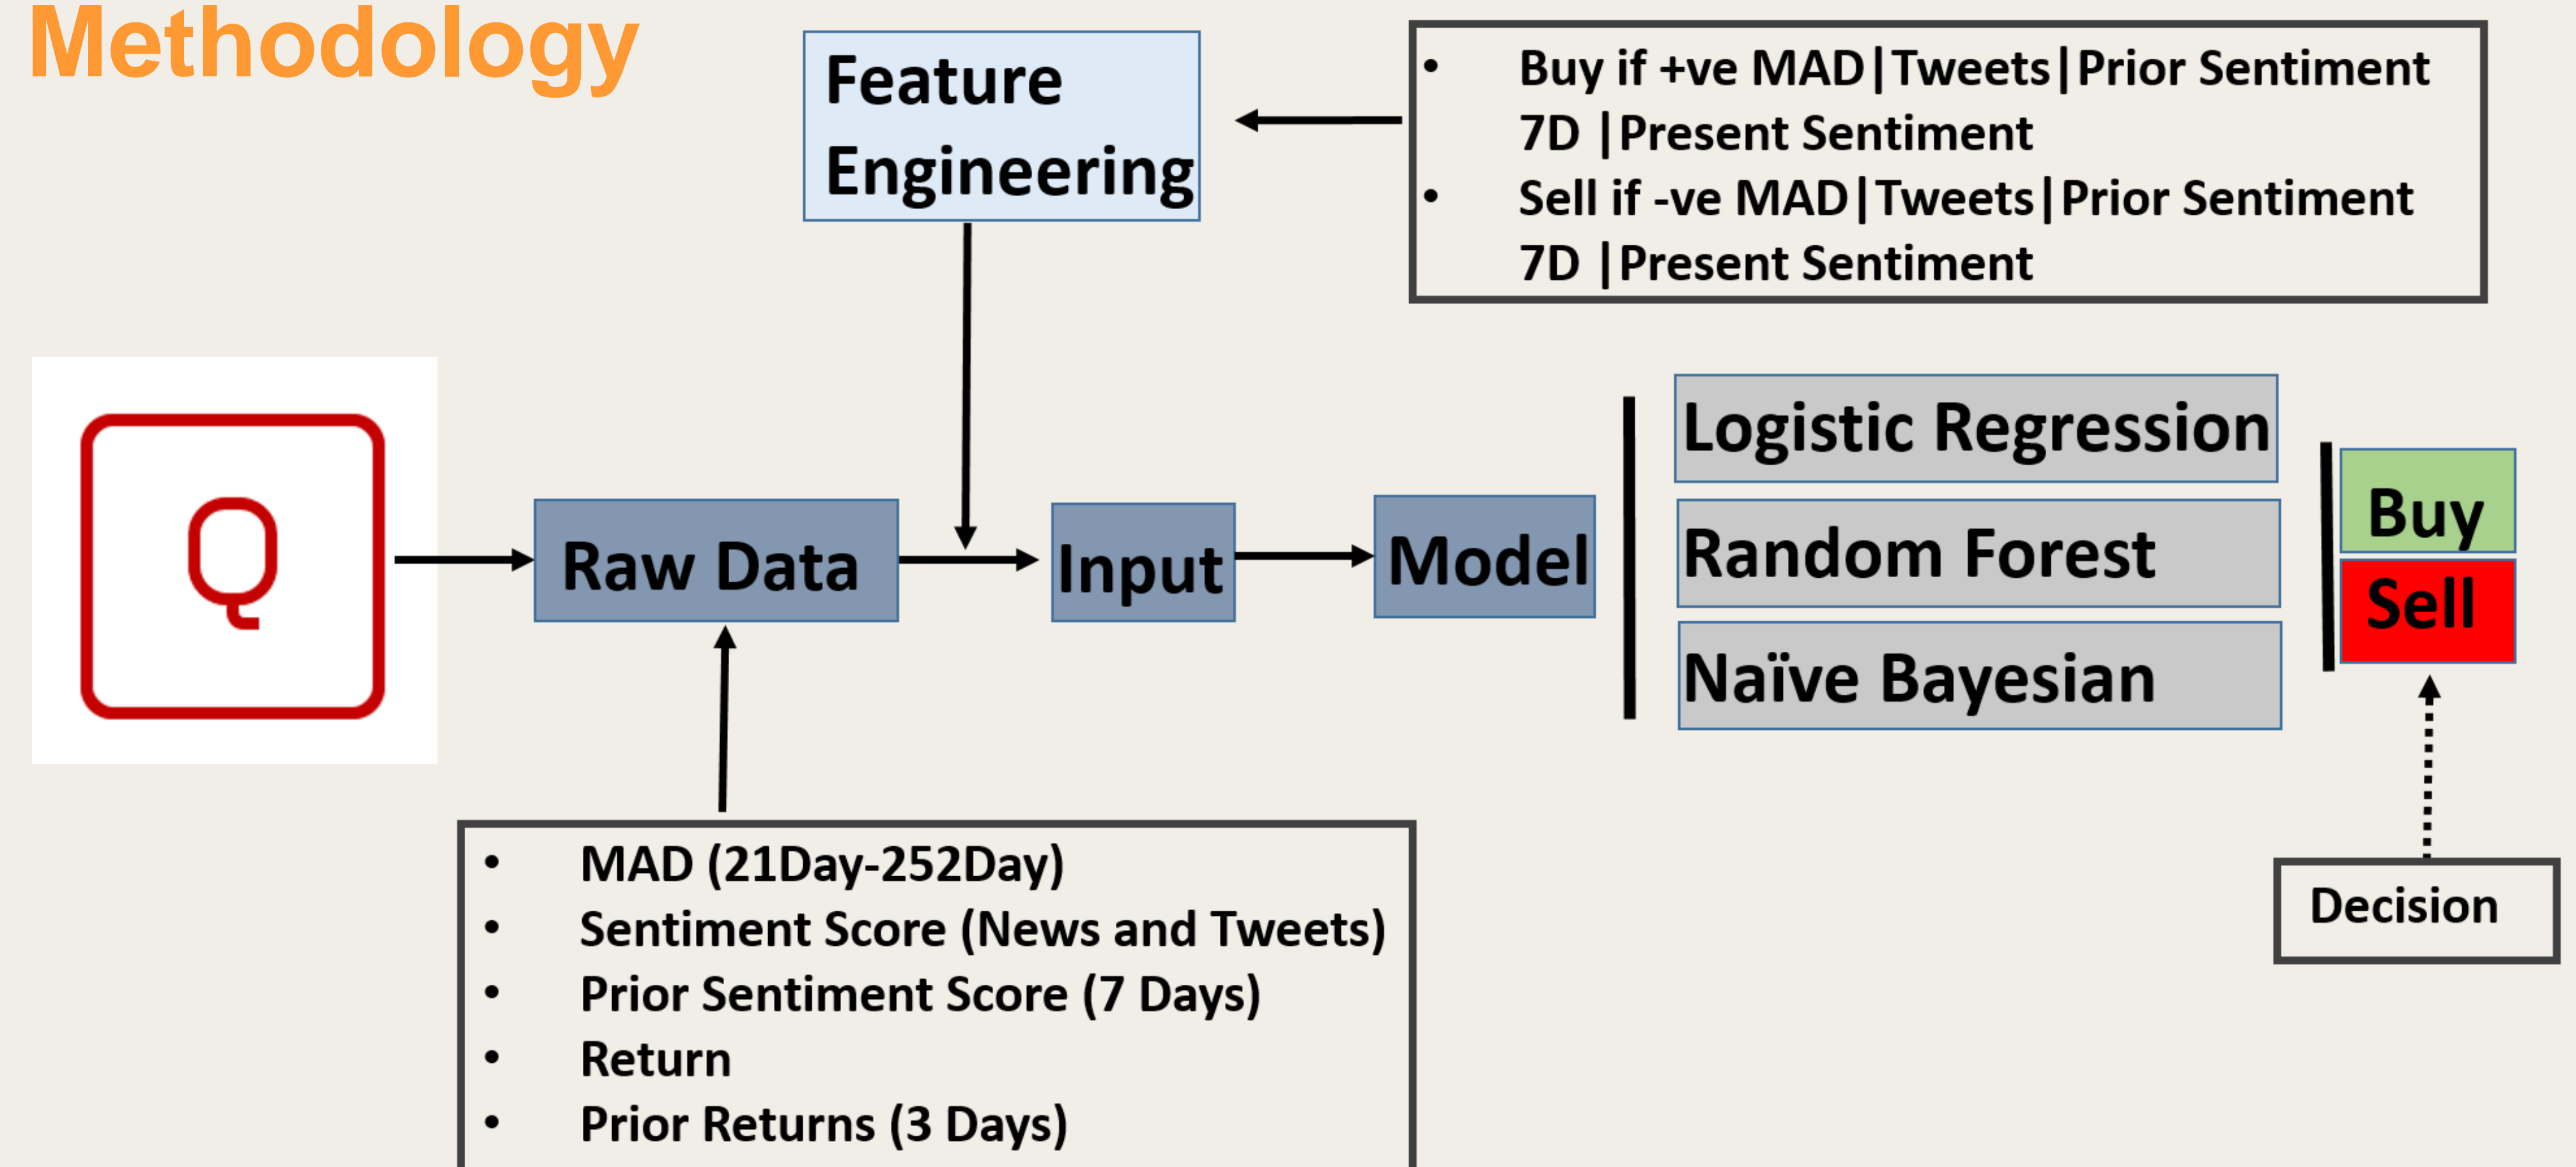 Methodology
Feature
Engineering
• Buy if +ve MAD|Tweets|Prior Sentiment
7D |Present Sentiment
• Sell if -ve MAD|Tweets|Prior Sentiment
7D |Present Sentiment
Q
Raw Data
Input
Model
Logistic Regression
Random Forest
Naïve Bayesian
Buy
Sell
• MAD (21Day-252Day)
• Sentiment Score (News and Tweets)
• Prior Sentiment Score (7 Days)
• Return
• Prior Returns (3 Days)
Decision